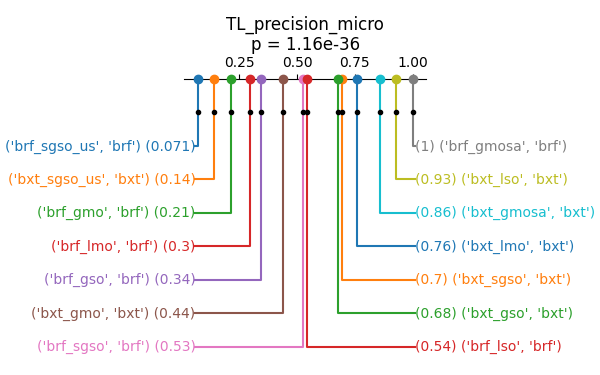 TL_precision_micro
p = 1.16e-36
0.25 0.50 0.75 1.00
('brf_sgso_us', 'brf') (0.071) (1) ('brf_gmosa', 'brf')
('bxt_sgso_us', 'bxt') (0.14) (0.93) ('bxt_lso', 'bxt')
('brf_gmo', 'brf') (0.21) (0.86) ('bxt_gmosa', 'bxt')
('brf_lmo', 'brf') (0.3) (0.76) ('bxt_lmo', 'bxt')
('brf_gso', 'brf') (0.34) (0.7) ('bxt_sgso', 'bxt')
('bxt_gmo', 'bxt') (0.44) (0.68) ('bxt_gso', 'bxt')
('brf_sgso', 'brf') (0.53) (0.54) ('brf_lso', 'brf')